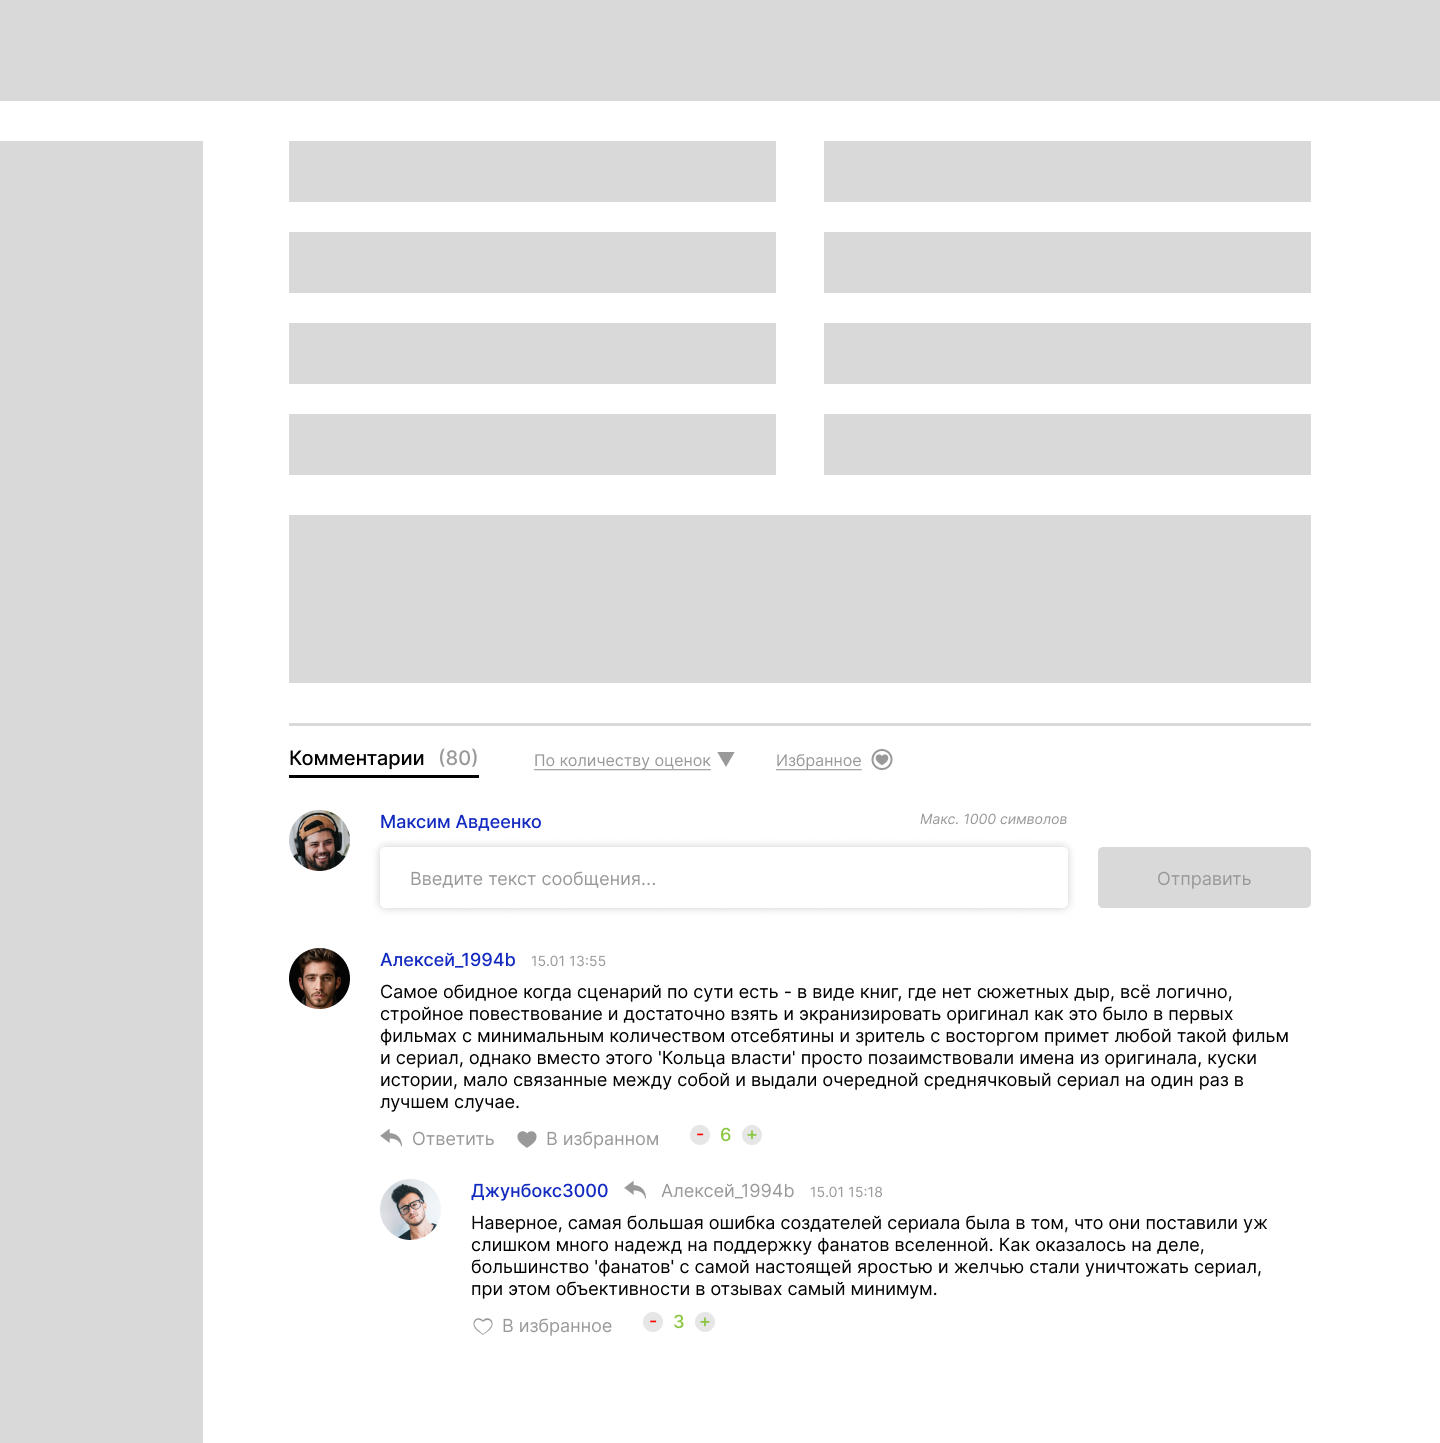 Комментарии (80) По количеству оценок Избранное
Максим Авдеенко Макс. 1000 символов
Введите текст сообщения... Отправить
Алексей_1994b 15.01 13:55
Самое обидное когда сценарий по сути есть - в виде книг, где нет сюжетных дыр, всё логично,
стройное повествование и достаточно взять и экранизировать оригинал как это было в первых
фильмах с минимальным количеством отсебятины и зритель с восторгом примет любой такой фильм
и сериал, однако вместо этого 'Кольца власти' просто позаимствовали имена из оригинала, куски
истории, мало связанные между собой и выдали очередной среднячковый сериал на один раз в
лучшем случае.
Ответить В избранном - 6 +
Джунбокс3000 Алексей_1994b 15.01 15:18
Наверное, самая большая ошибка создателей сериала была в том, что они поставили уж
слишком много надежд на поддержку фанатов вселенной. Как оказалось на деле,
большинство 'фанатов' с самой настоящей яростью и желчью стали уничтожать сериал,
при этом объективности в отзывах самый минимум.
В избранное - 3 +